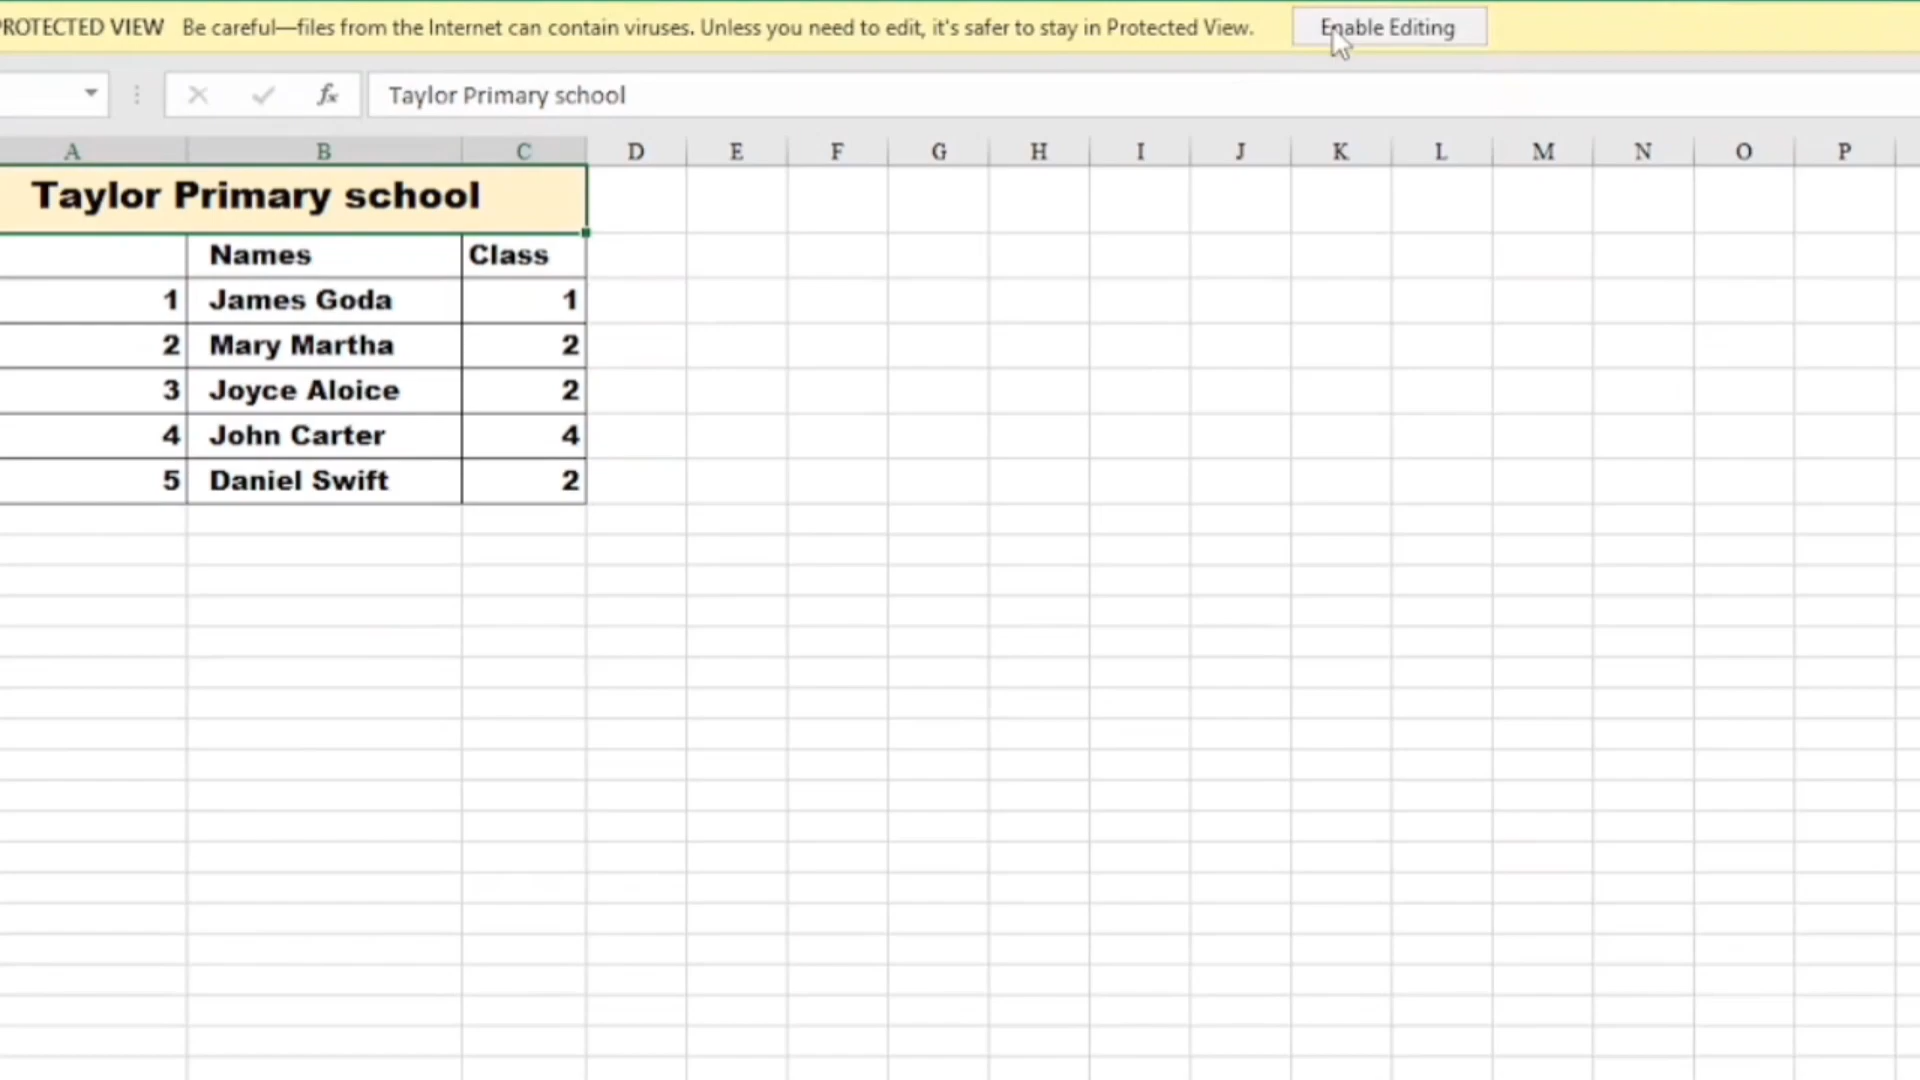 PROTECTED VIEW Be careful—files from the Internet can contain viruses. Unless you need to edit, it's safer to stay in Protected View. Enable Editing
fx Taylor Primary school
A B C D E F G H I J K L M N O P
Taylor Primary school
Names Class
1 James Goda 1
2 Mary Martha 2
3 Joyce Aloice 2
4 John Carter 4
5 Daniel Swift 2